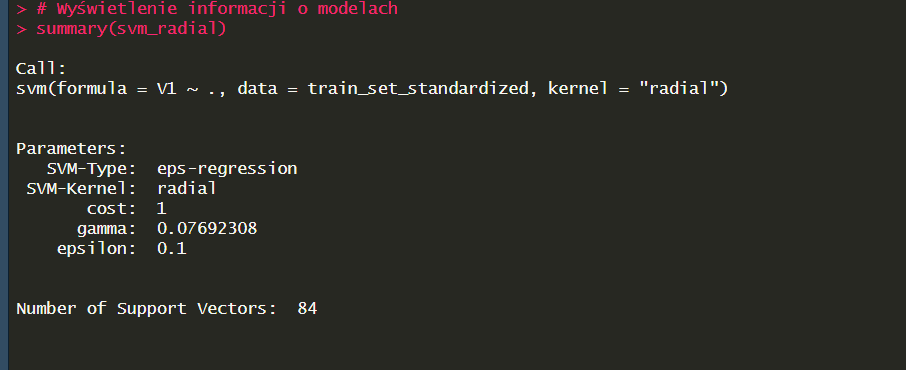 > # Wyświetlenie informacji o modelach
> summary(svm_radial)
Call:
svm(formula = V1 ~ ., data = train_set_standardized, kernel = "radial")
Parameters:
SVM-Type: eps-regression
SVM-Kernel: radial
cost: 1
gamma: 0.07692308
epsilon: 0.1
Number of Support Vectors: 84